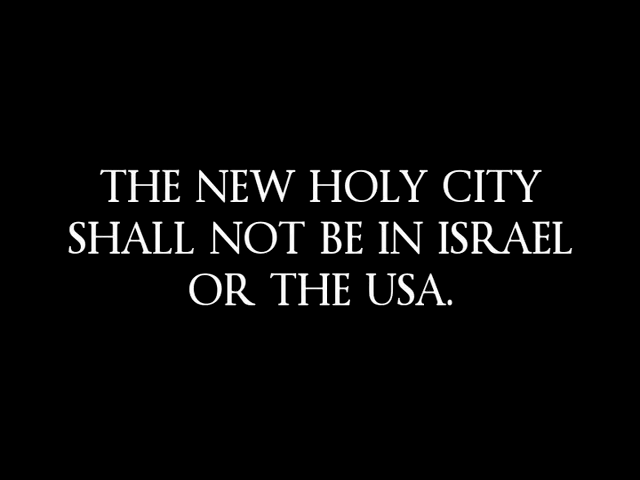 THE NEW HOLY CITY
SHALL NOT BE IN ISRAEL
OR THE USA.